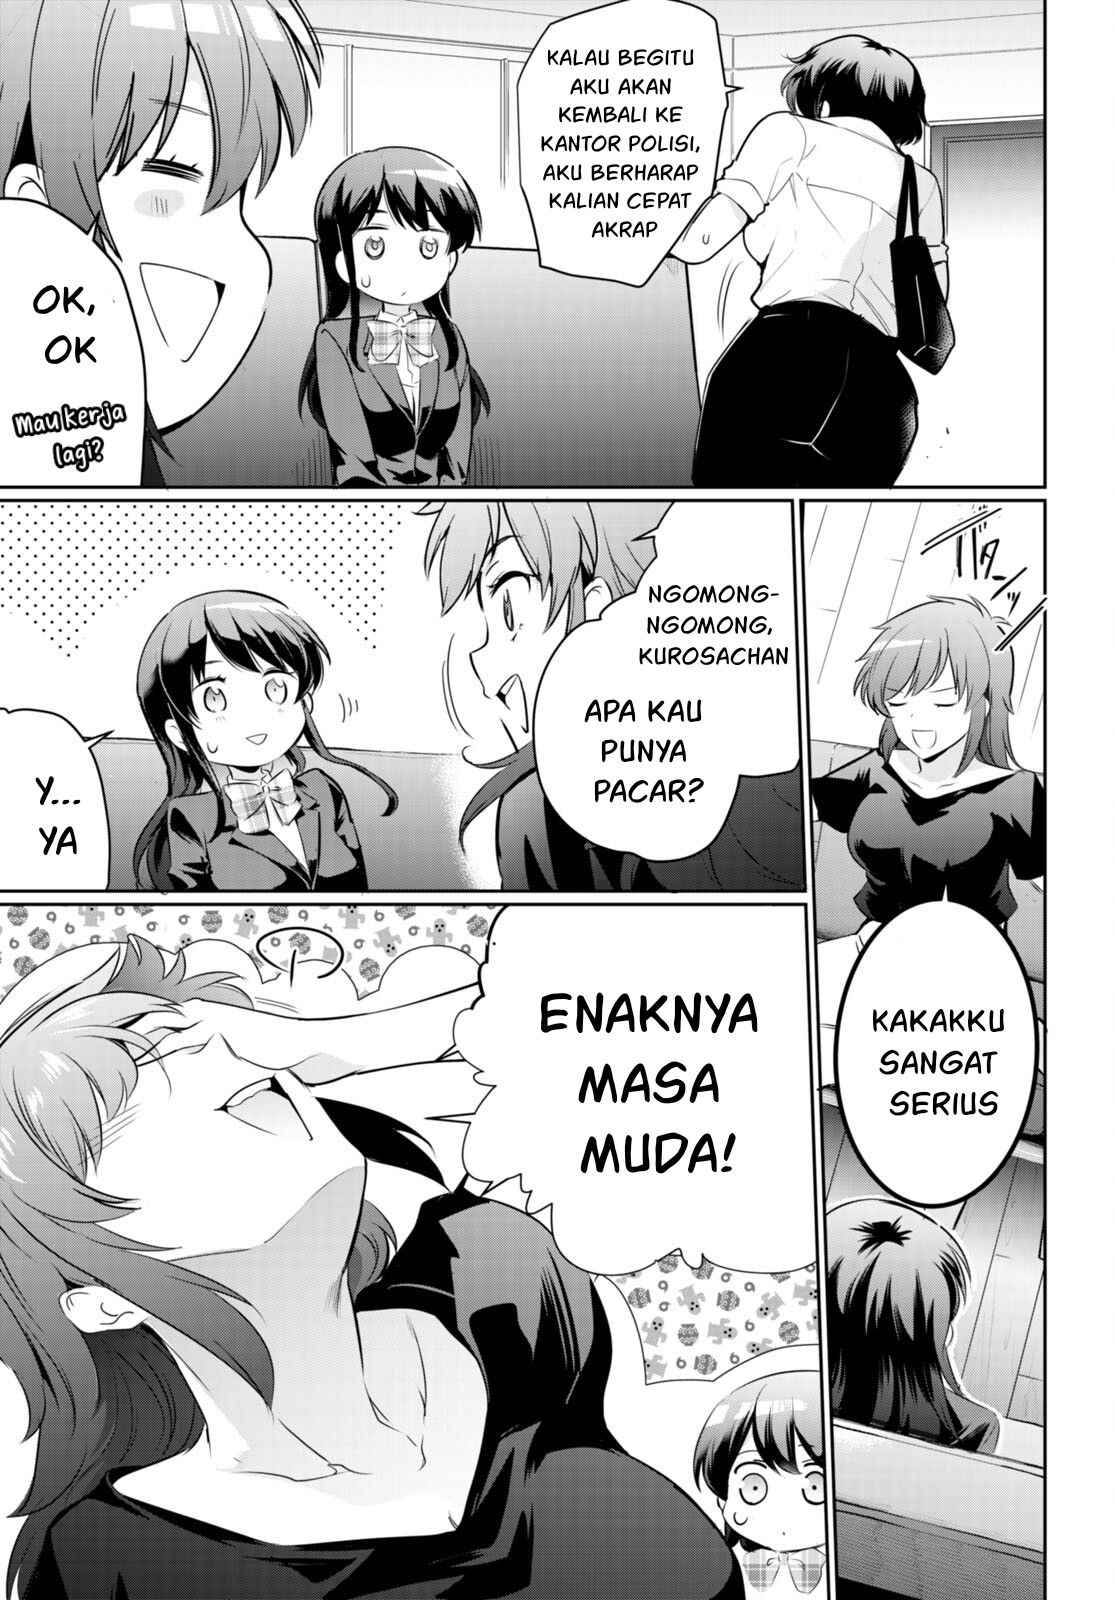 KALAU BEGITU
AKU AKAN
KEMBALI KE
KANTOR POLISI,
AKU BERHARAP
KALIAN CEPAT
AKRAP
OK,
OK
Mau kerja
lagi?
KAKAKKU
SANGAT
SERIUS
NGOMONG-
NGOMONG,
KUROSACHAN
APA KAU
PUNYA
PACAR?
Y...
YA
ENAKNYA
MASA
MUDA!